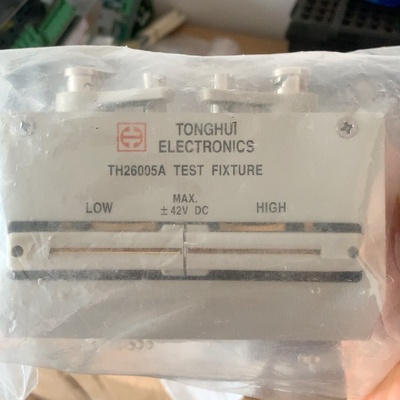 TONGHUI
ELECTRONICS
TH26005A TEST FIXTURE
LOW
MAX.
±42V DC
HIGH